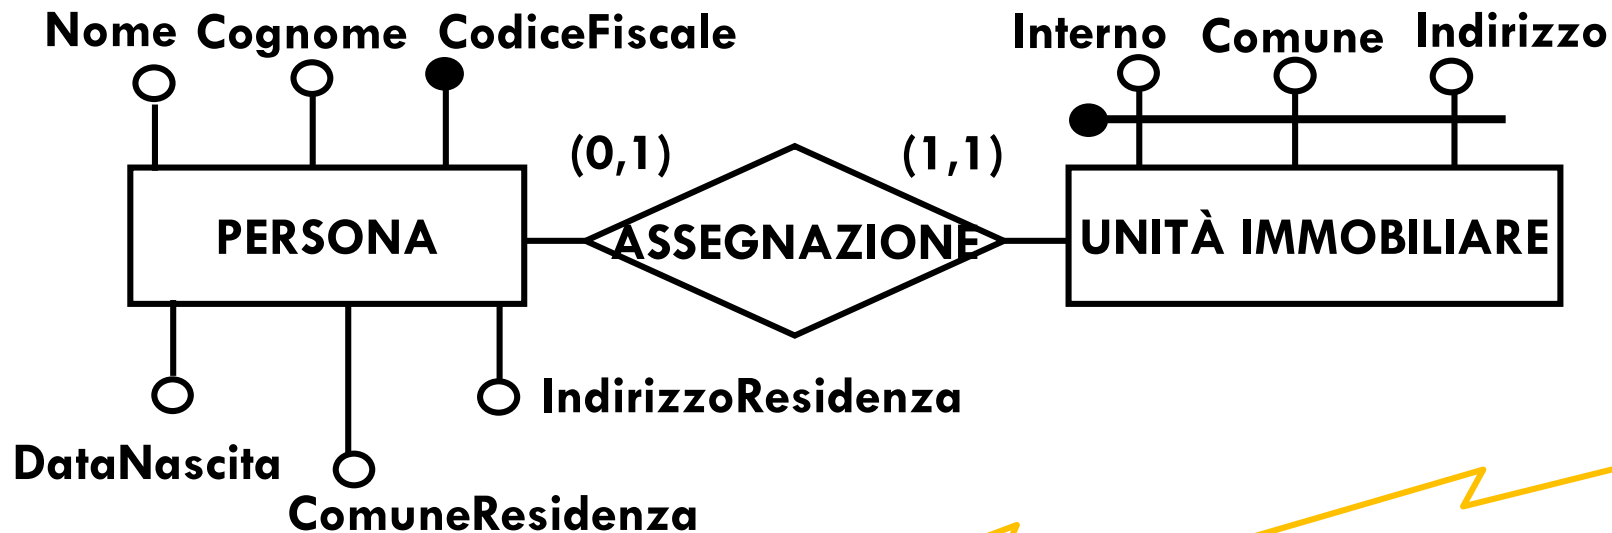 Nome Cognome CodiceFiscale
Interno Comune Indirizzo
(0,1) (1,1)
PERSONA ASSEGNAZIONE UNITÀ IMMOBILIARE
IndirizzoResidenza
DataNascita
ComuneResidenza